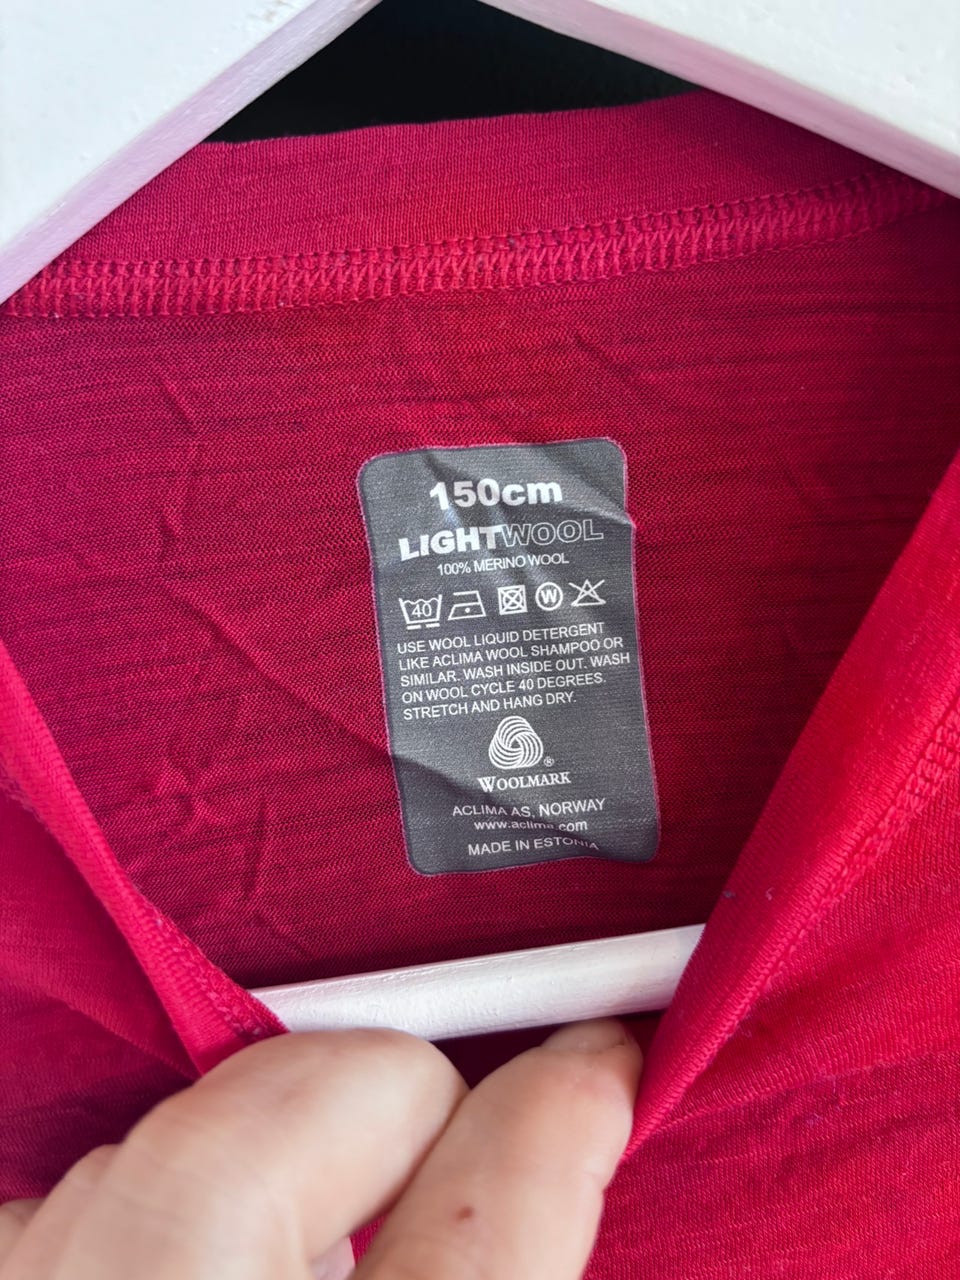 150cm
LIGHTWOOL
100% MERINO WOOL
40 W
USE WOOL LIQUID DETERGENT
LIKE ACLIMA WOOL SHAMPOO OR
SIMILAR. WASH INSIDE OUT. WASH
ON WOOL CYCLE 40 DEGREES.
STRETCH AND HANG DRY.
®
WOOLMARK
ACLIMA AS, NORWAY
www.aclima.com
MADE IN ESTONIA